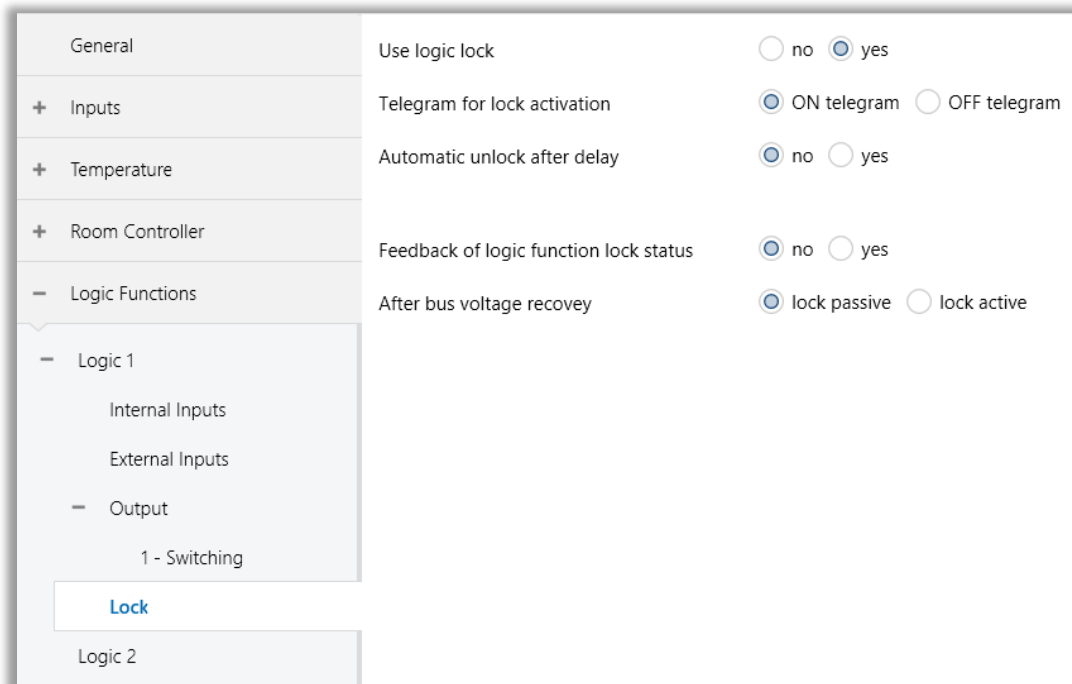 General
Inputs
Temperature
Room Controller
Logic Functions
Logic 1
Internal Inputs
External Inputs
Output
1 - Switching
Lock
Logic 2
Use logic lock no yes
Telegram for lock activation ON telegram OFF telegram
Automatic unlock after delay no yes
Feedback of logic function lock status no yes
After bus voltage recovey lock passive lock active